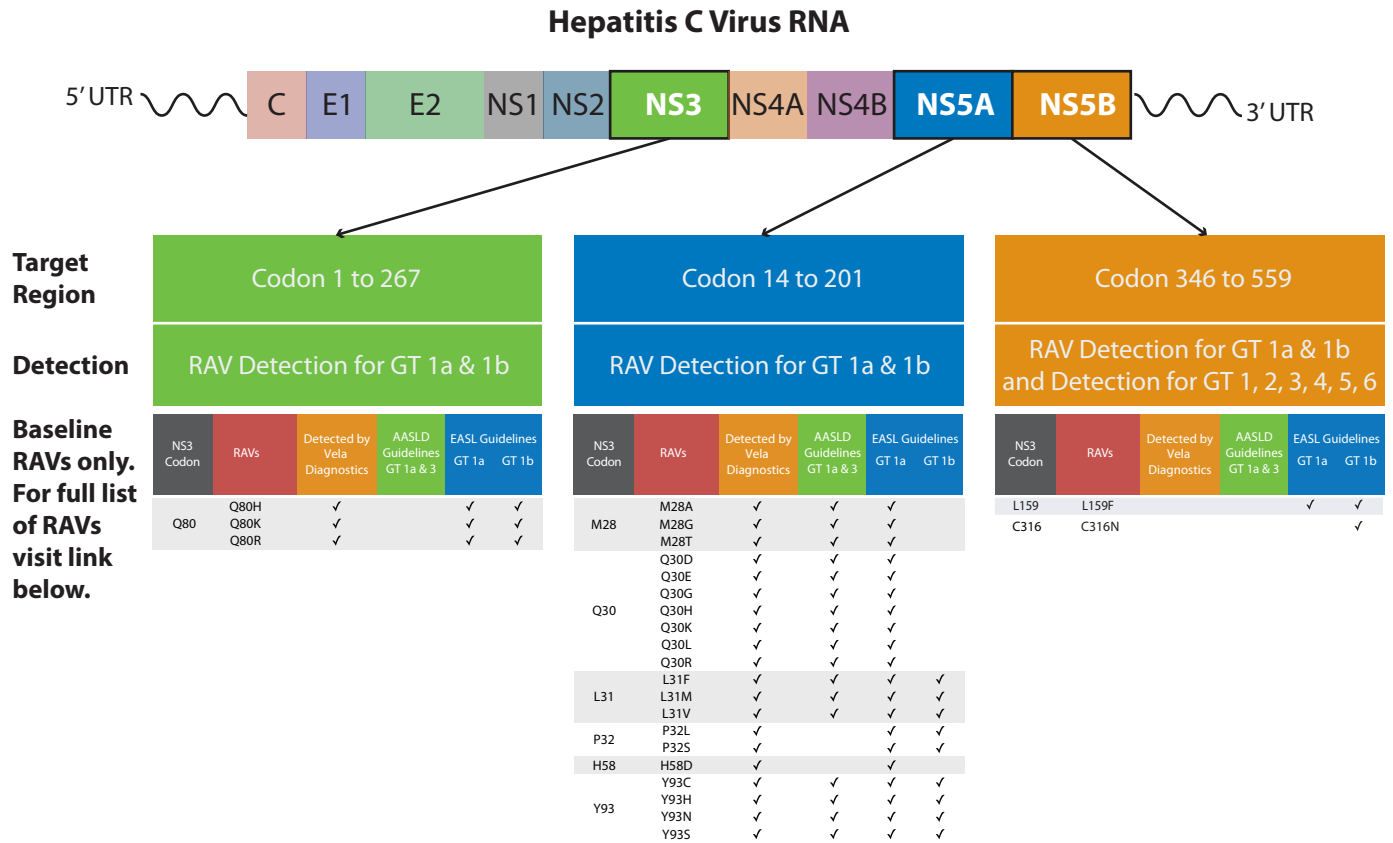 Hepatitis C Virus RNA
5’ UTR C E1 E2 NS1 NS2 NS3 NS4A NS4B NS5A NS5B 3’ UTR
Target
Region
Codon 1 to 267
Codon 14 to 201
Codon 346 to 559
Detection
RAV Detection for GT 1a & 1b
RAV Detection for GT 1a & 1b
RAV Detection for GT 1a & 1b
and Detection for GT 1, 2, 3, 4, 5, 6
Baseline
RAVs only.
For full list
of RAVs
visit link
below.
NS3
Codon
RAVs
Detected by
Vela
Diagnostics
AASLD
Guidelines
GT 1a & 3
EASL Guidelines
GT 1a GT 1b
Q80
Q80H ✓ ✓ ✓
Q80K ✓ ✓ ✓
Q80R ✓ ✓ ✓
NS3
Codon
RAVs
Detected by
Vela
Diagnostics
AASLD
Guidelines
GT 1a & 3
EASL Guidelines
GT 1a GT 1b
M28
M28A ✓ ✓ ✓
M28G ✓ ✓ ✓
M28T ✓ ✓ ✓
Q30
Q30D ✓ ✓ ✓
Q30E ✓ ✓ ✓
Q30G ✓ ✓ ✓
Q30H ✓ ✓ ✓
Q30K ✓ ✓ ✓
Q30L ✓ ✓ ✓
Q30R ✓ ✓ ✓
L31
L31F ✓ ✓ ✓ ✓
L31M ✓ ✓ ✓ ✓
L31V ✓ ✓ ✓ ✓
P32
P32L ✓ ✓ ✓
P32S ✓ ✓ ✓
H58 H58D ✓ ✓
Y93
Y93C ✓ ✓ ✓ ✓
Y93H ✓ ✓ ✓ ✓
Y93N ✓ ✓ ✓ ✓
Y93S ✓ ✓ ✓ ✓
NS3
Codon
RAVs
Detected by
Vela
Diagnostics
AASLD
Guidelines
GT 1a & 3
EASL Guidelines
GT 1a GT 1b
L159 L159F ✓ ✓
C316 C316N ✓